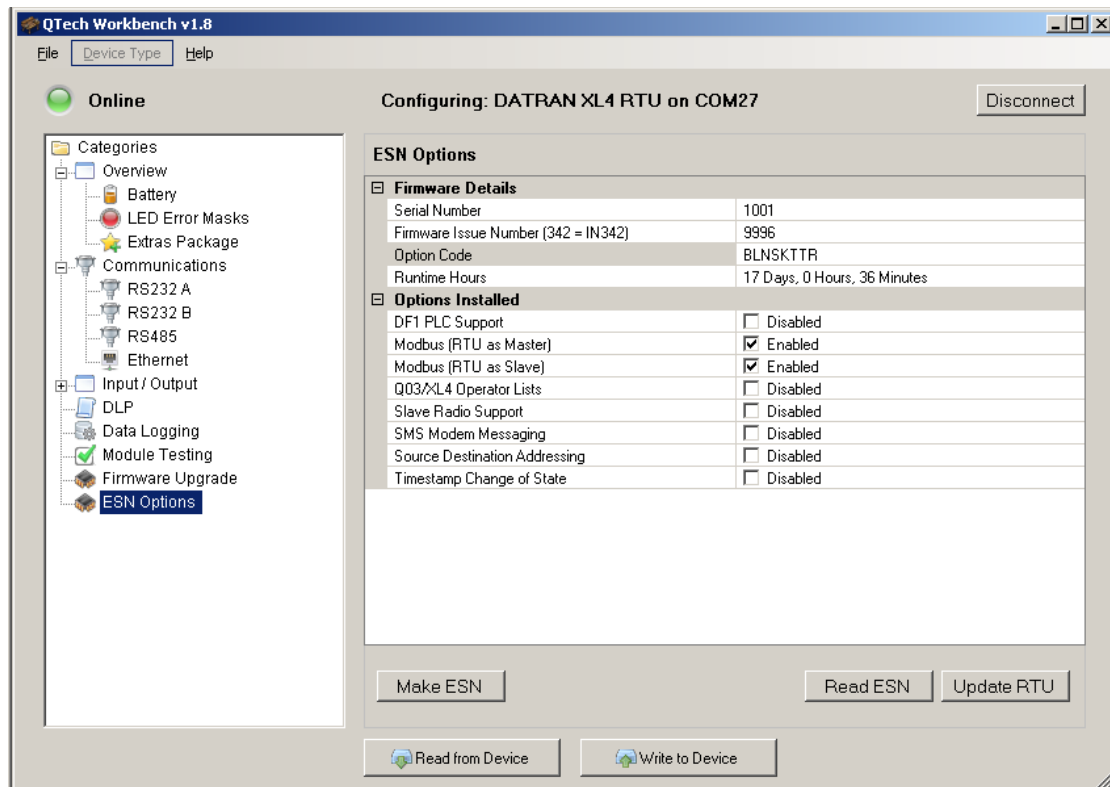 QTech Workbench v1.8
File Device Type Help
Online
Configuring: DATRAN XL4 RTU on COM27
Disconnect
Categories
Overview
Battery
LED Error Masks
Extras Package
Communications
RS232 A
RS232 B
RS485
Ethernet
Input / Output
DLP
Data Logging
Module Testing
Firmware Upgrade
ESN Options
ESN Options
Firmware Details
Serial Number 1001
Firmware Issue Number (342 = IN342) 9996
Option Code BLNSKTTR
Runtime Hours 17 Days, 0 Hours, 36 Minutes
Options Installed
DF1 PLC Support Disabled
Modbus (RTU as Master) Enabled
Modbus (RTU as Slave) Enabled
Q03/XL4 Operator Lists Disabled
Slave Radio Support Disabled
SMS Modem Messaging Disabled
Source Destination Addressing Disabled
Timestamp Change of State Disabled
Make ESN Read ESN Update RTU
Read from Device Write to Device